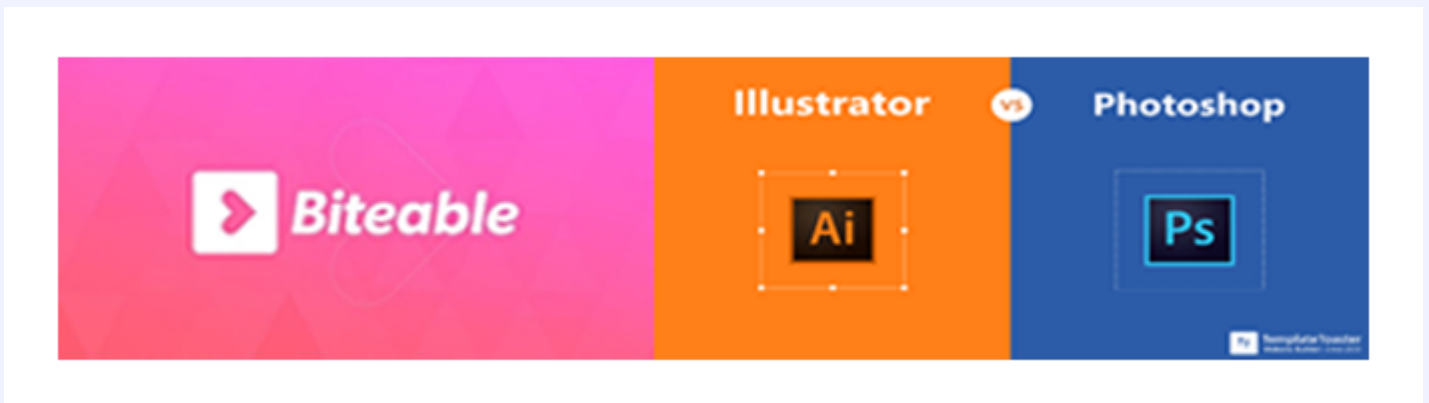 Biteable
Illustrator
vs
Photoshop
Ai
Ps
TemplateToaster